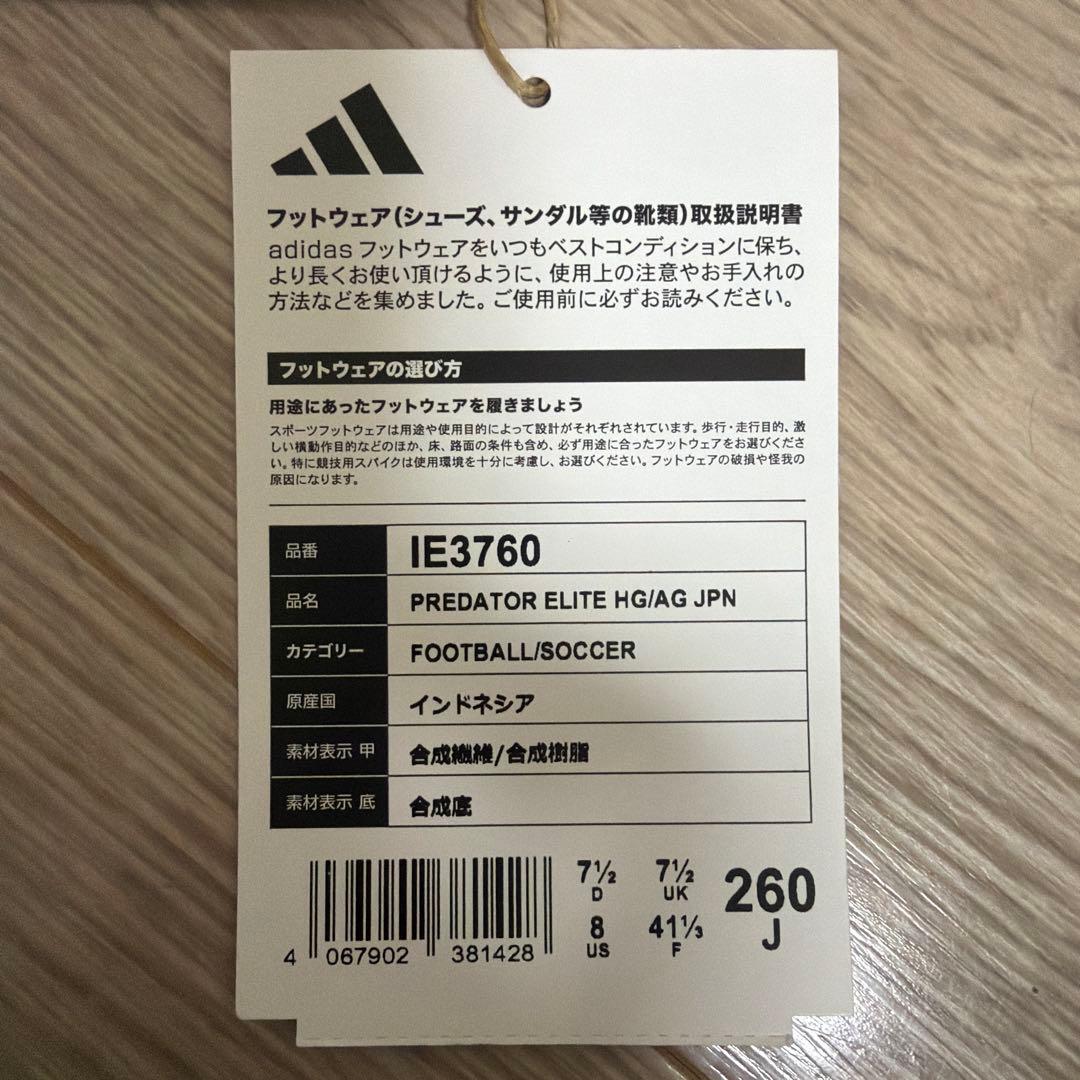 フットウェア(シューズ、サンダル等の靴類)取扱説明書
adidas フットウェアをいつもベストコンディションに保ち、
より長くお使い頂けるように、使用上の注意やお手入れの
方法などを集めました。ご使用前に必ずお読みください。
フットウェアの選び方
用途にあったフットウェアを履きましょう
スポーツフットウェアは用途や使用目的によって設計がそれぞれされています。歩行・走行目的、激
しい横動作目的などのほか、床、路面の条件も含め、必ず用途に合ったフットウェアをお選びくださ
い。特に競技用スパイクは使用環境を十分に考慮し、お選びください。フットウェアの破損や怪我の
原因になります。
品番 IE3760
品名 PREDATOR ELITE HG/AG JPN
カテゴリー FOOTBALL/SOCCER
原産国 インドネシア
素材表示 甲 合成繊維/合成樹脂
素材表示 底 合成底
7½ 7½ 260
D UK J
8 41⅓
US F
4 067902 381428